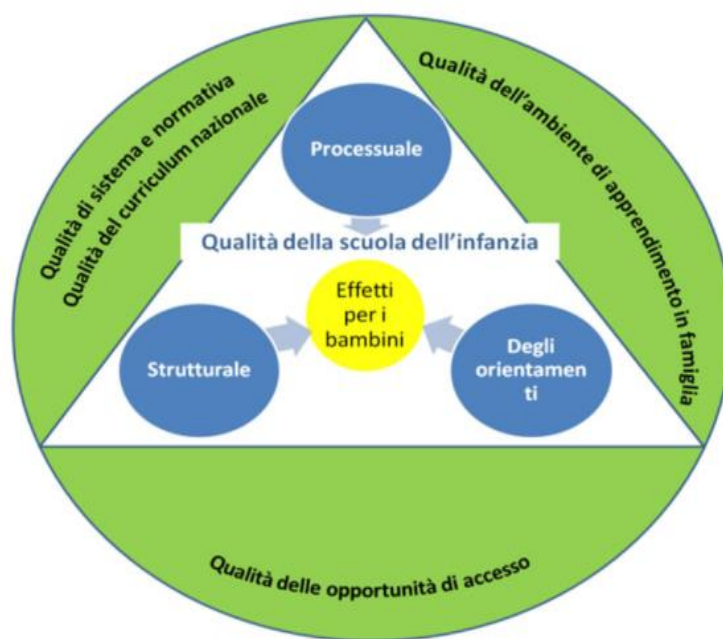 Qualità di sistema e normativa
Qualità del curriculum nazionale
Qualità dell'ambiente di apprendimento in famiglia
Processuale
Qualità della scuola dell'infanzia
Effetti
per i
bambini
Strutturale
Degli
orientamen
ti
Qualità delle opportunità di accesso